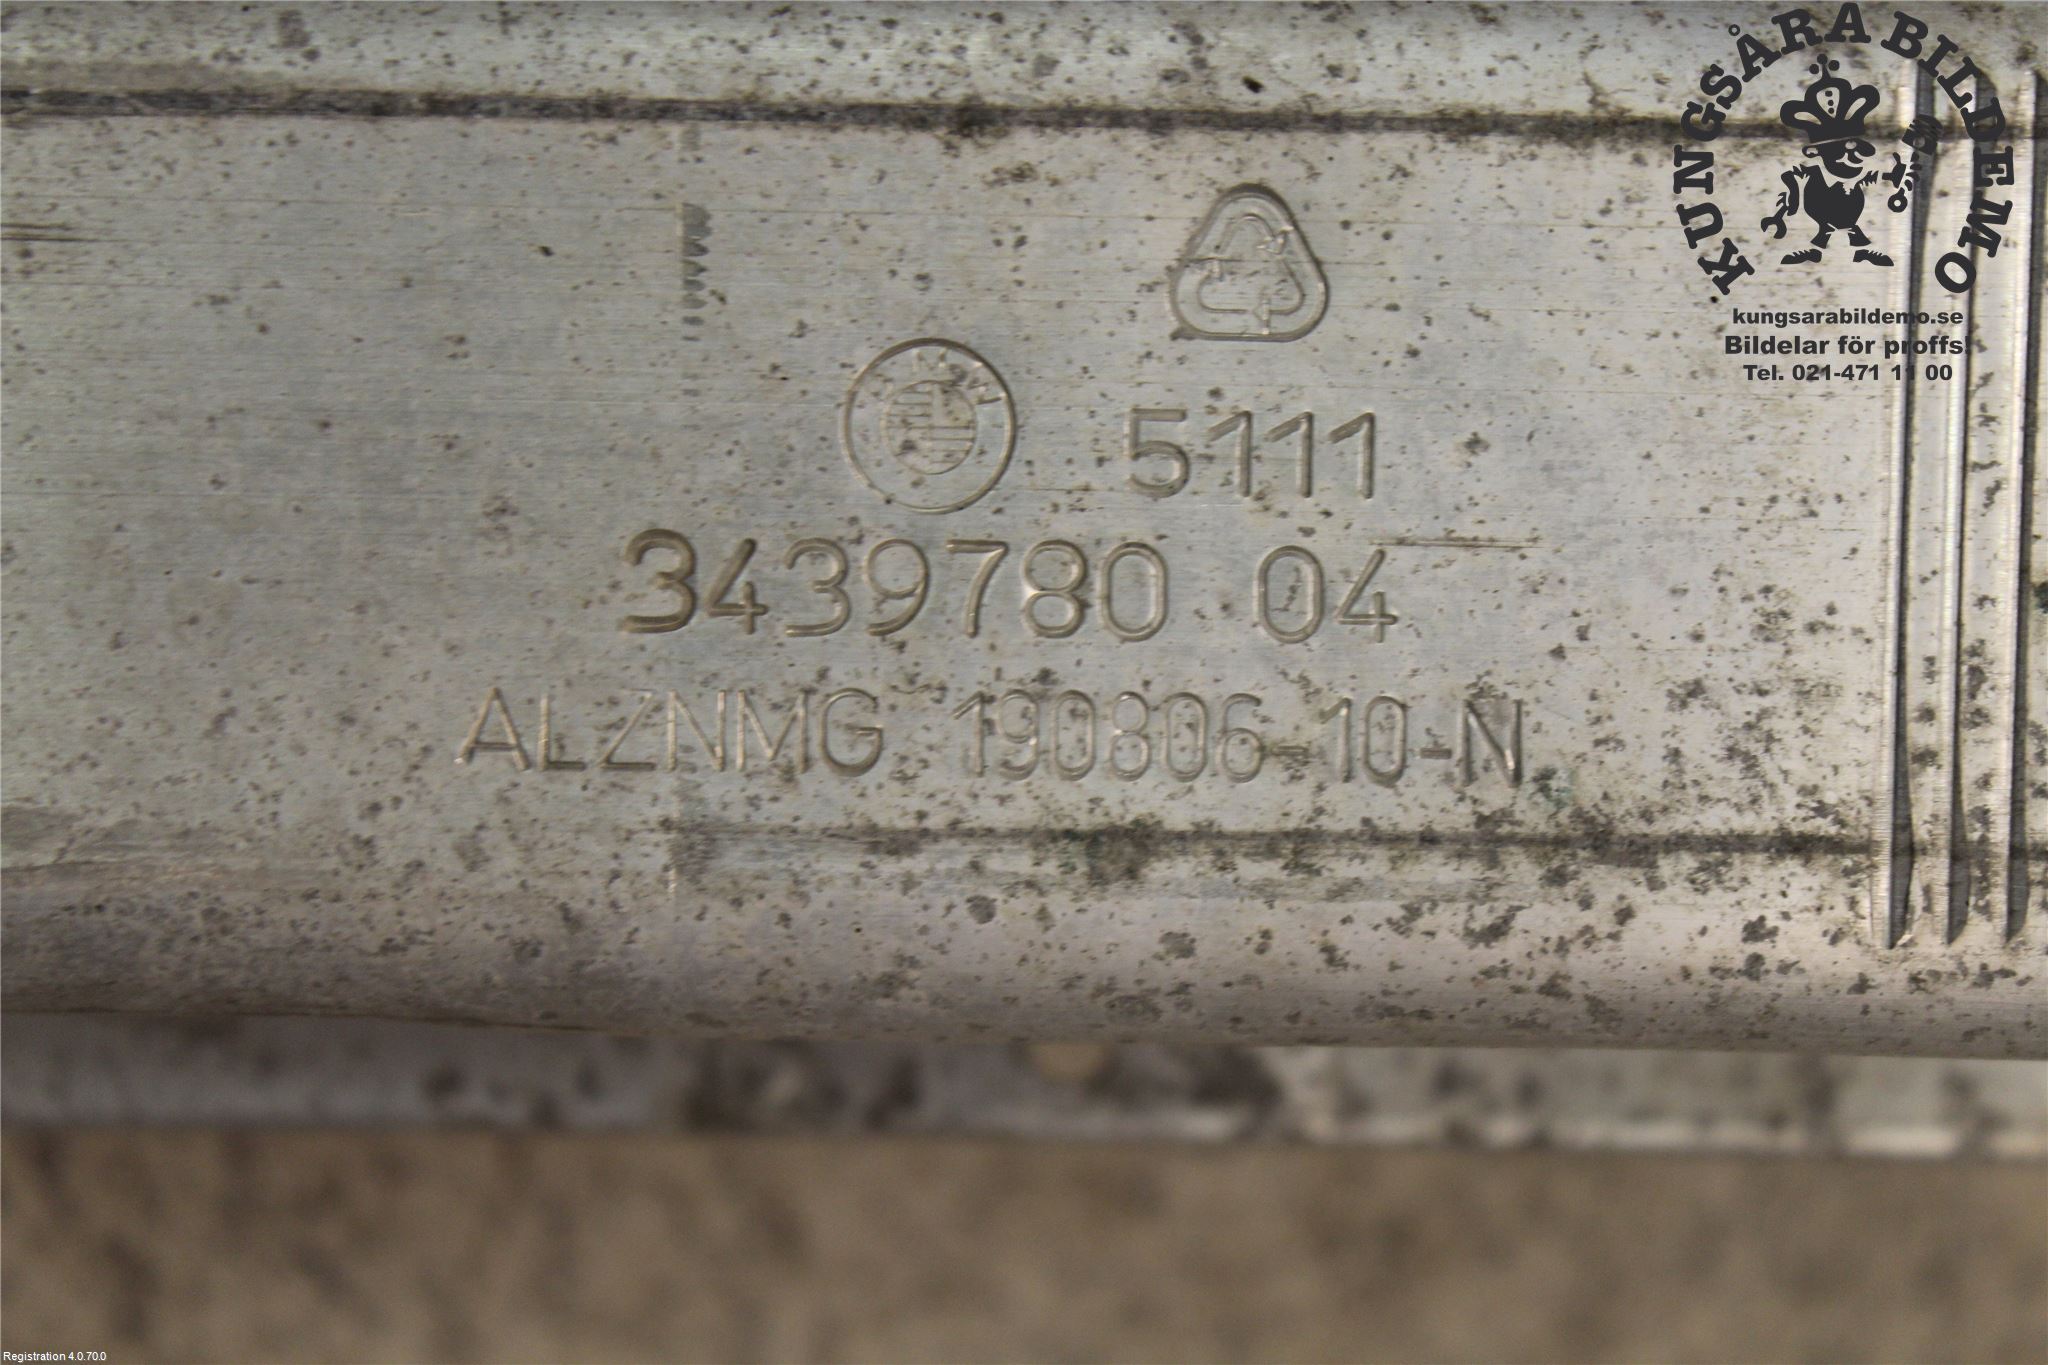 KUNGSÅRA BILDEMO
kungsarabildemo.se
Bildelar för proffs!
Tel. 021-471 11 00
BMW
5111
3439780 04
ALZNMG 190806-10-N
Registration 4.0.70.0